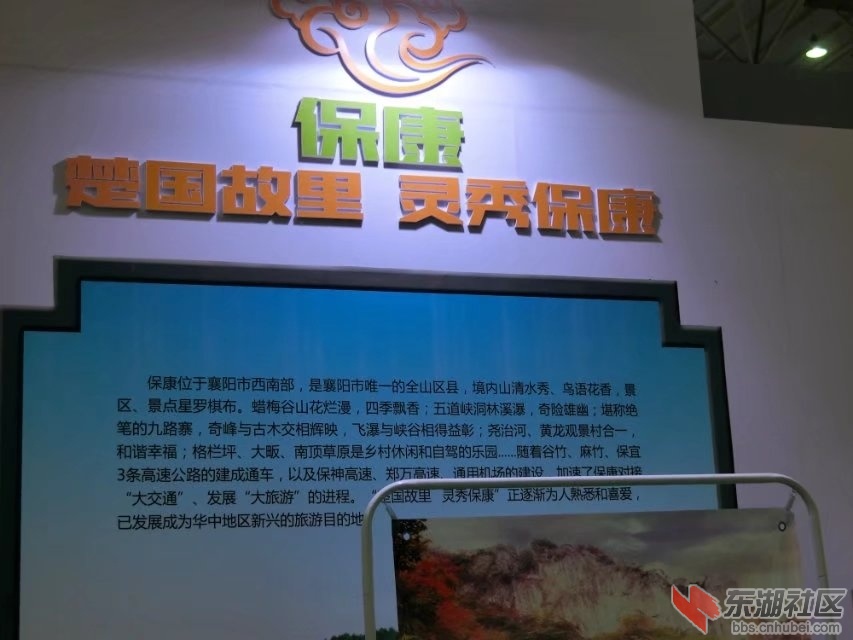 保康
楚国故里 灵秀保康
保康位于襄阳市西南部，是襄阳市唯一的全山区县，境内山清水秀、鸟语花香，景
区、景点星罗棋布。蜡梅谷山花烂漫，四季飘香；五道峡洞林溪瀑，奇险雄幽；堪称绝
笔的九路寨，奇峰与古木交相辉映，飞瀑与峡谷相得益彰；尧治河、黄龙观景村合一，
和谐幸福；格栏坪、大畈、南顶草原是乡村休闲和自驾的乐园......随着谷竹、麻竹、保宜
3条高速公路的建成通车，以及保神高速、郑万高速、通用机场的建设，加速了保康对接
“大交通”、发展“大旅游”的进程。“ 国故里 灵秀保康”正逐渐为人熟悉和喜爱，
已发展成为华中地区新兴的旅游目的地
东湖社区
bbs.cnhubei.com